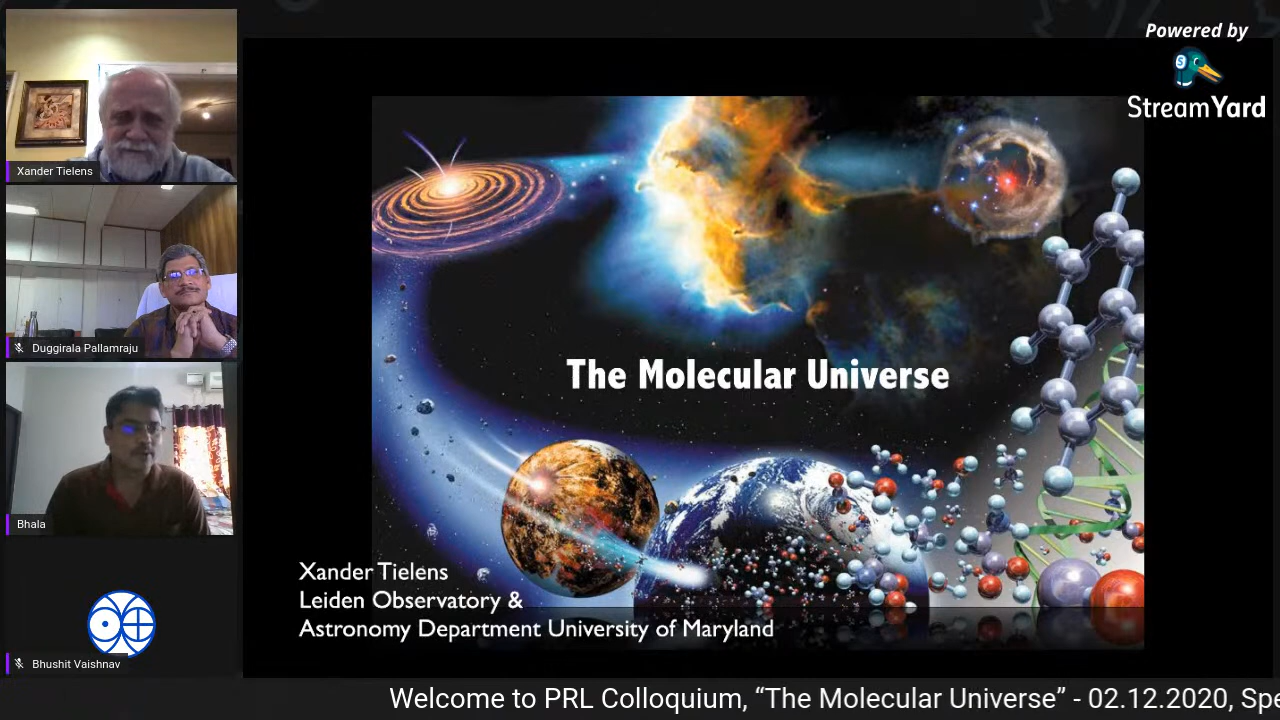 Powered by
StreamYard
Xander Tielens
Duggirala Pallamraju
Bhala
Bhushit Vaishnav
The Molecular Universe
Xander Tielens
Leiden Observatory &
Astronomy Department University of Maryland
Welcome to PRL Colloquium, “The Molecular Universe” - 02.12.2020, Spe